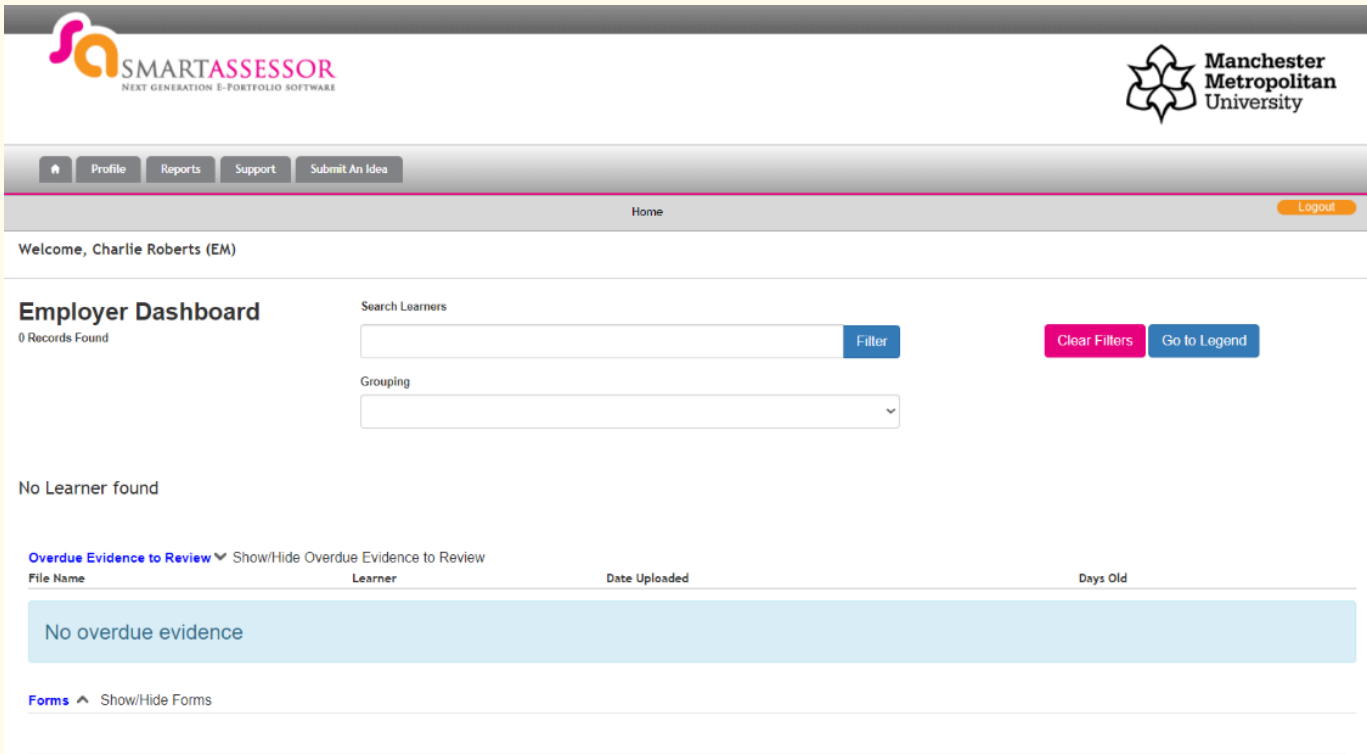 SMARTASSESSOR
NEXT GENERATION E-PORTFOLIO SOFTWARE
Manchester
Metropolitan
University
Profile Reports Support Submit An Idea
Home Logout
Welcome, Charlie Roberts (EM)
Employer Dashboard
0 Records Found
Search Learners
Filter Clear Filters Go to Legend
Grouping
No Learner found
Overdue Evidence to Review Show/Hide Overdue Evidence to Review
File Name Learner Date Uploaded Days Old
No overdue evidence
Forms Show/Hide Forms